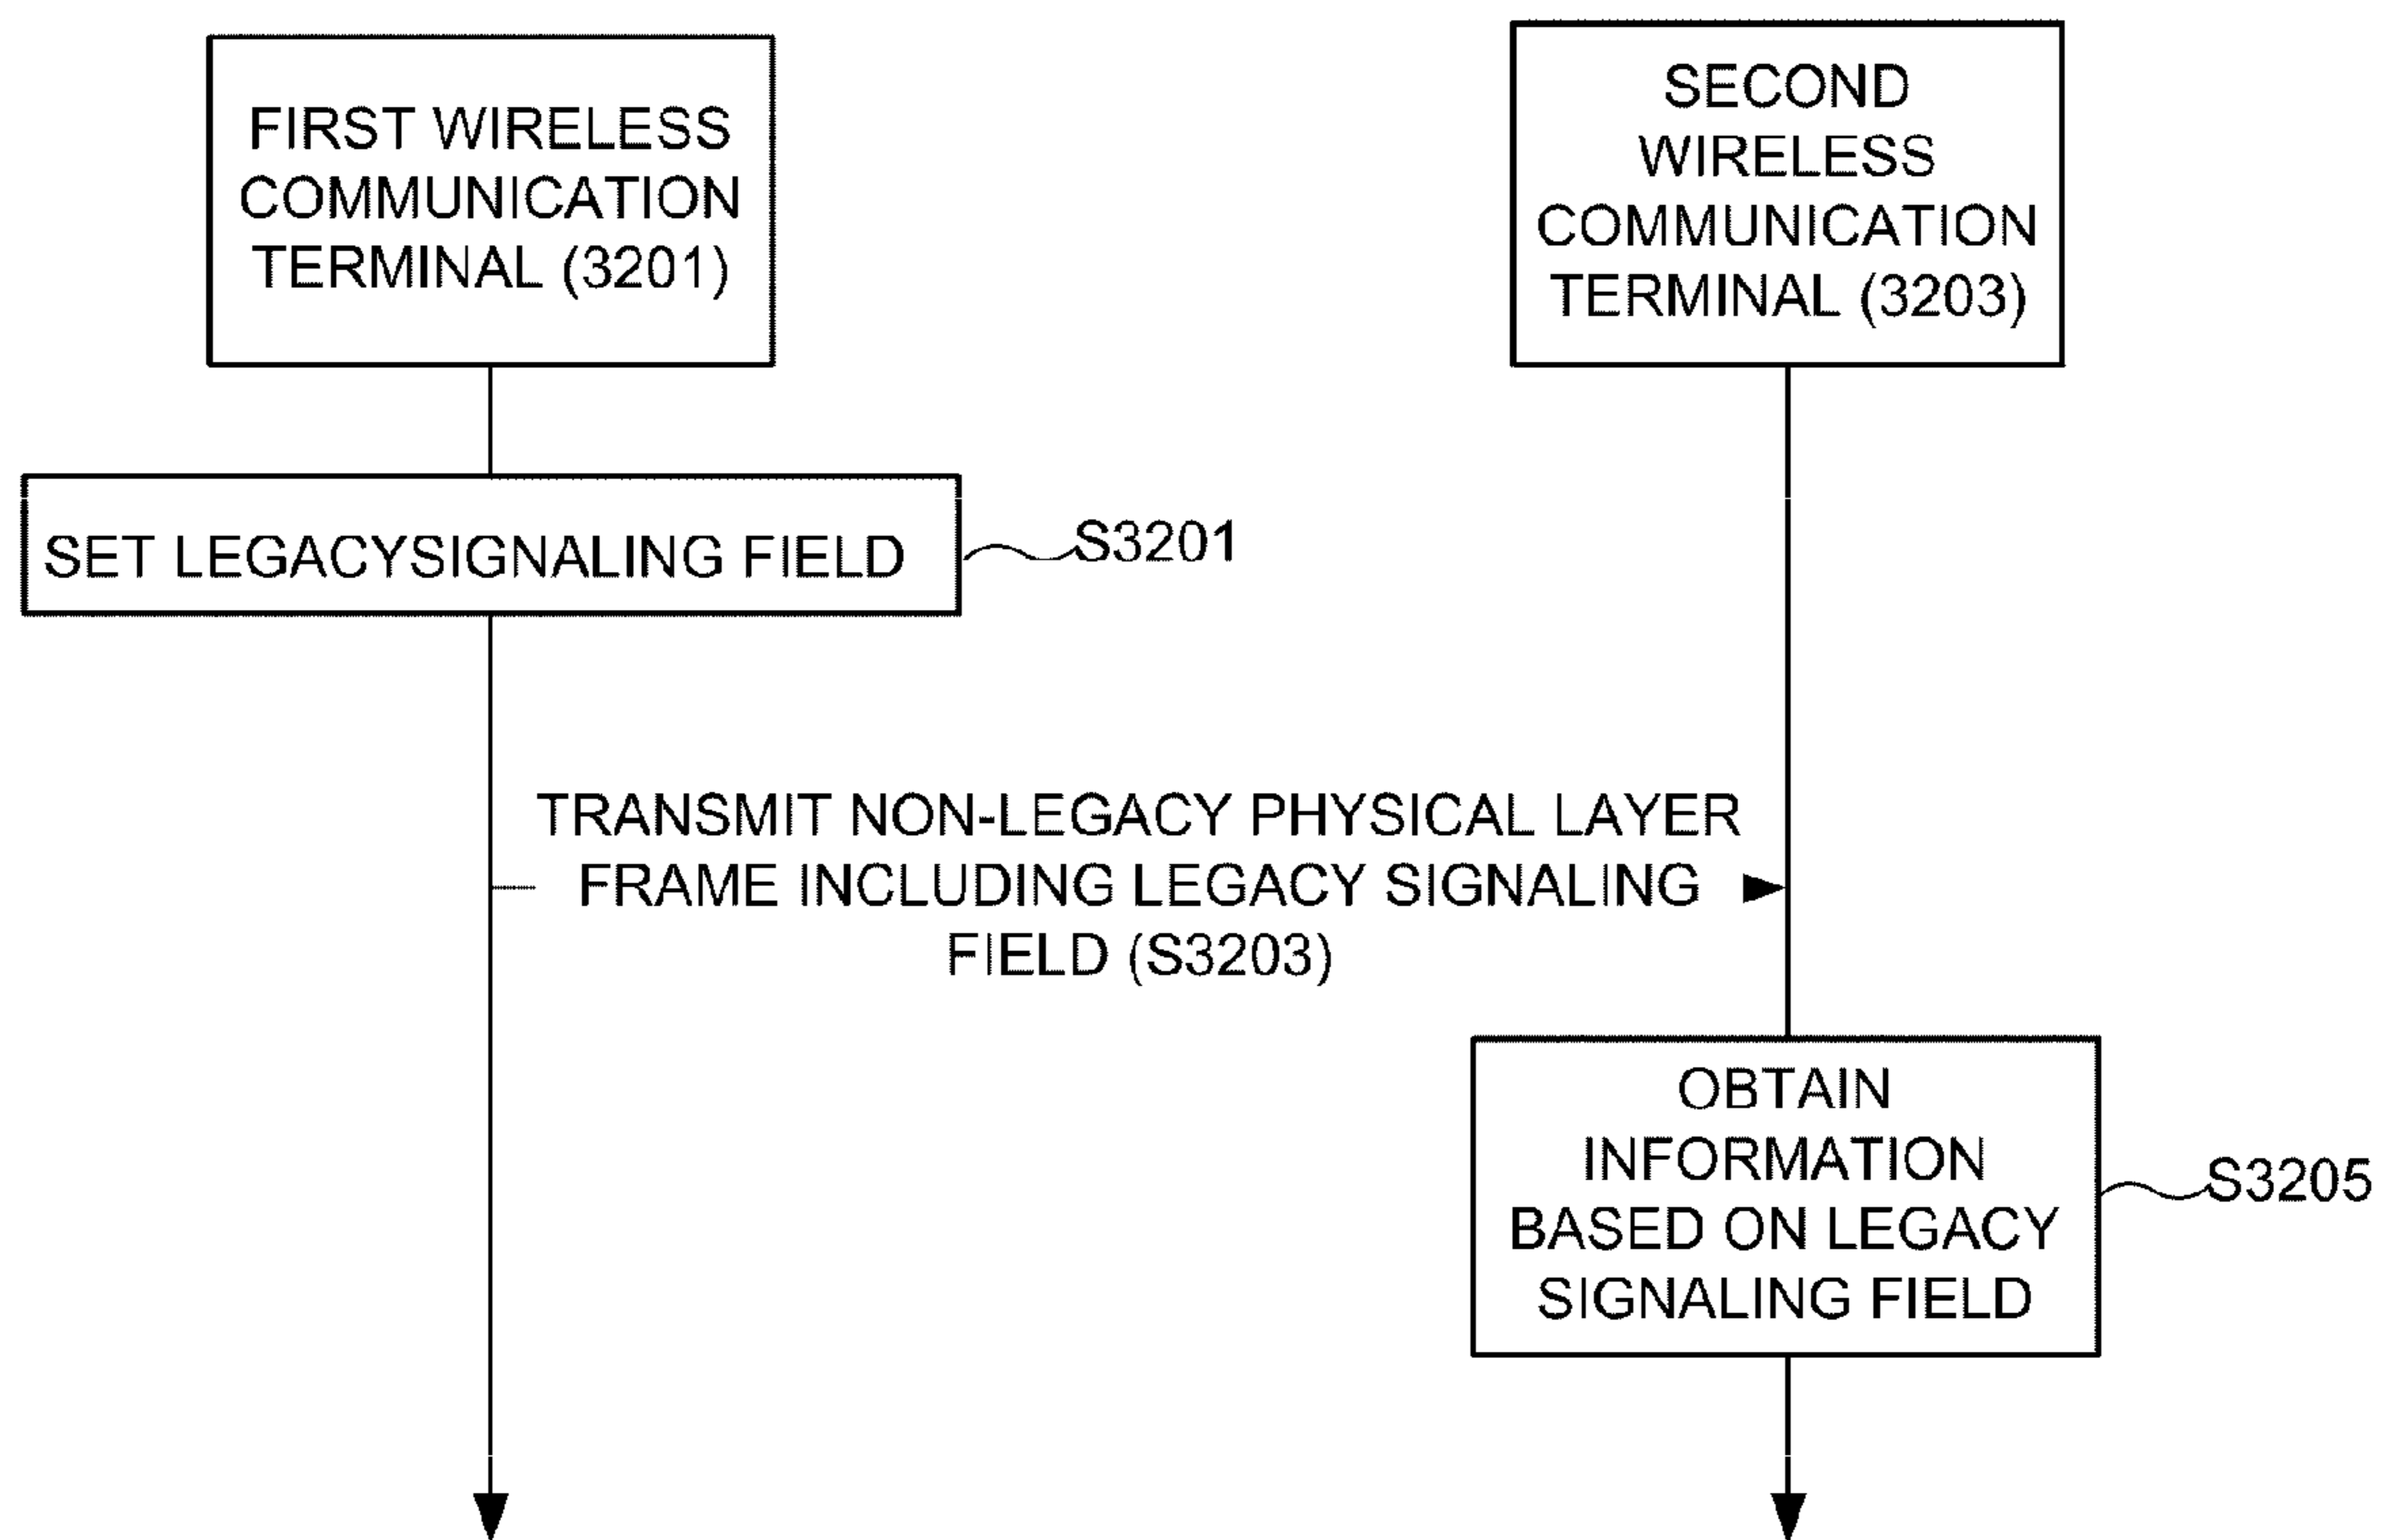 FIRST WIRELESS
COMMUNICATION
TERMINAL (3201)
SECOND
WIRELESS
COMMUNICATION
TERMINAL (3203)
SET LEGACYSIGNALING FIELD
S3201
TRANSMIT NON-LEGACY PHYSICAL LAYER
FRAME INCLUDING LEGACY SIGNALING
FIELD (S3203)
OBTAIN
INFORMATION
BASED ON LEGACY
SIGNALING FIELD
S3205